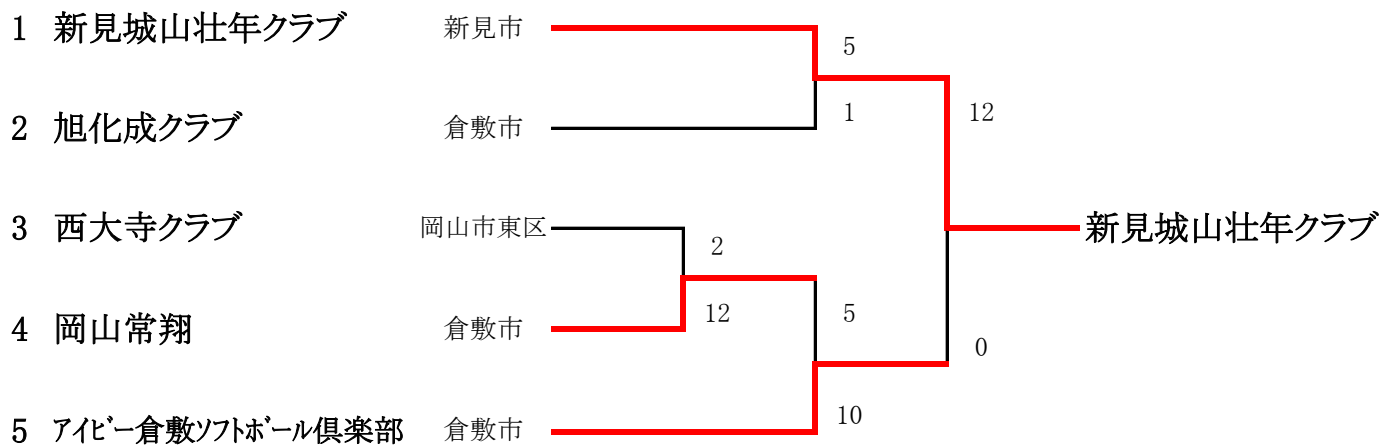 1 新見城山壮年クラブ 新見市
5
2 旭化成クラブ 倉敷市
1
12
3 西大寺クラブ 岡山市東区
2
新見城山壮年クラブ
4 岡山常翔 倉敷市
12
5
0
5 アイビー倉敷ソフトボール倶楽部 倉敷市
10